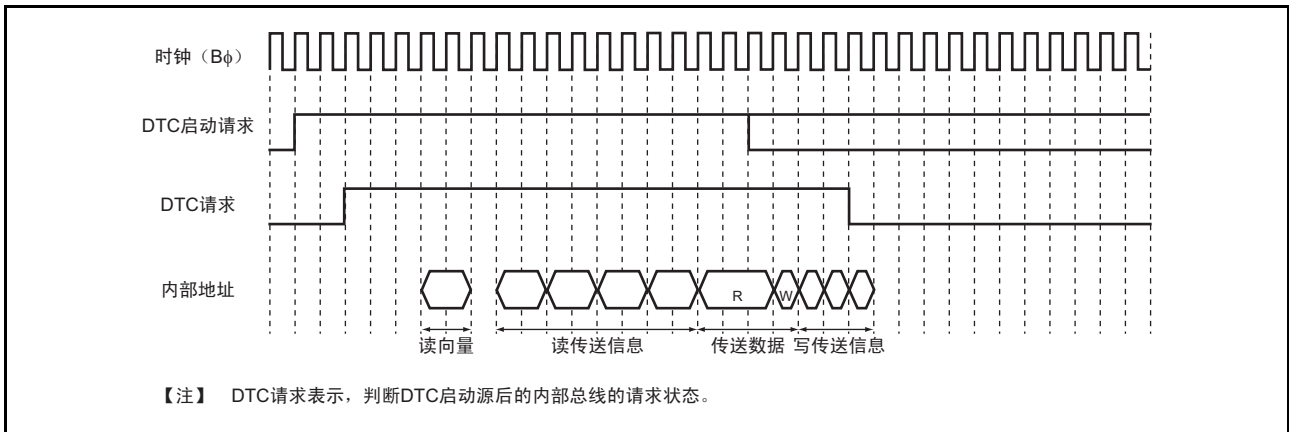 时钟（Bϕ）
DTC启动请求
DTC请求
内部地址
R
W
读向量
读传送信息
传送数据
写传送信息
【注】 DTC请求表示，判断DTC启动源后的内部总线的请求状态。